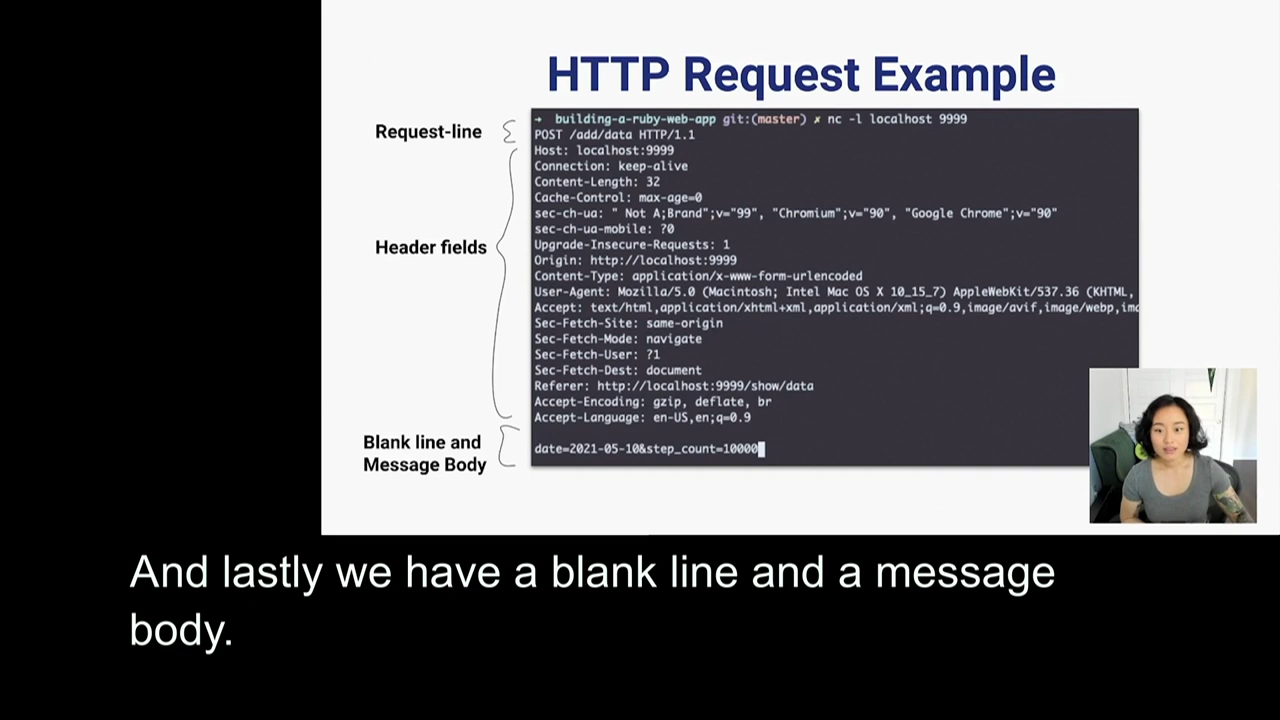 HTTP Request Example
Request-line
Header fields
Blank line and
Message Body
→ building-a-ruby-web-app git:(master) ✗ nc -l localhost 9999
POST /add/data HTTP/1.1
Host: localhost:9999
Connection: keep-alive
Content-Length: 32
Cache-Control: max-age=0
sec-ch-ua: " Not A;Brand";v="99", "Chromium";v="90", "Google Chrome";v="90"
sec-ch-ua-mobile: ?0
Upgrade-Insecure-Requests: 1
Origin: http://localhost:9999
Content-Type: application/x-www-form-urlencoded
User-Agent: Mozilla/5.0 (Macintosh; Intel Mac OS X 10_15_7) AppleWebKit/537.36 (KHTML,
Accept: text/html,application/xhtml+xml,application/xml;q=0.9,image/avif,image/webp,ima
Sec-Fetch-Site: same-origin
Sec-Fetch-Mode: navigate
Sec-Fetch-User: ?1
Sec-Fetch-Dest: document
Referer: http://localhost:9999/show/data
Accept-Encoding: gzip, deflate, br
Accept-Language: en-US,en;q=0.9
date=2021-05-10&step_count=10000
And lastly we have a blank line and a message
body.